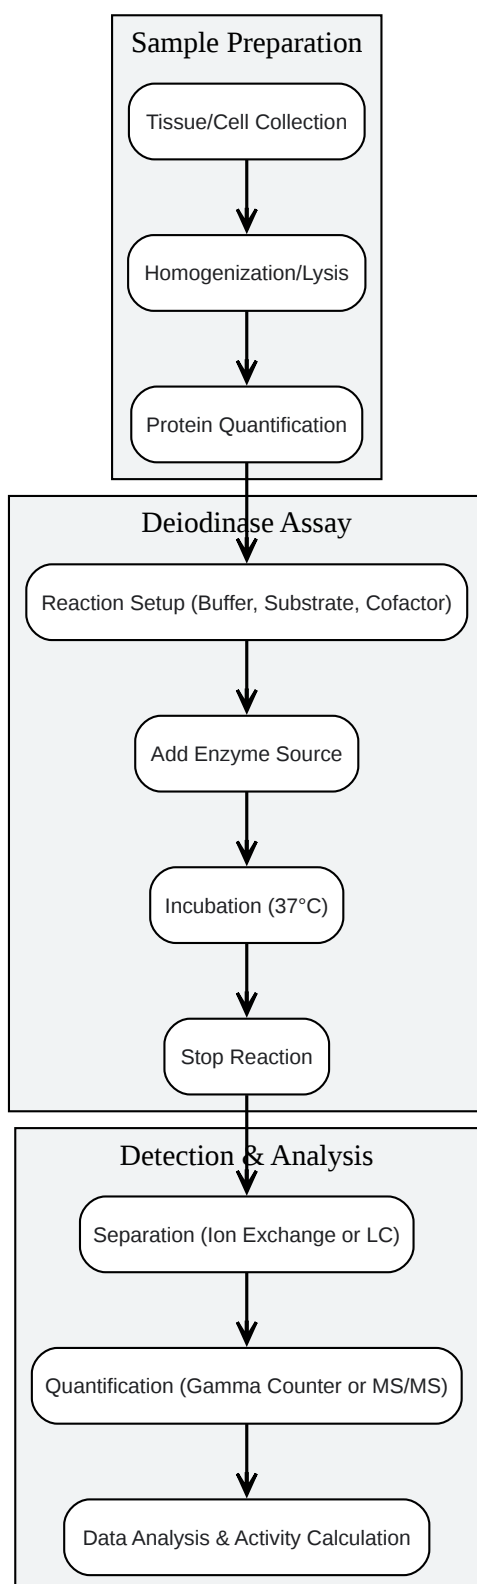 Sample Preparation
Tissue/Cell Collection
Homogenization/Lysis
Protein Quantification
Deiodinase Assay
Reaction Setup (Buffer, Substrate, Cofactor)
Add Enzyme Source
Incubation (37°C)
Stop Reaction
Detection & Analysis
Separation (Ion Exchange or LC)
Quantification (Gamma Counter or MS/MS)
Data Analysis & Activity Calculation